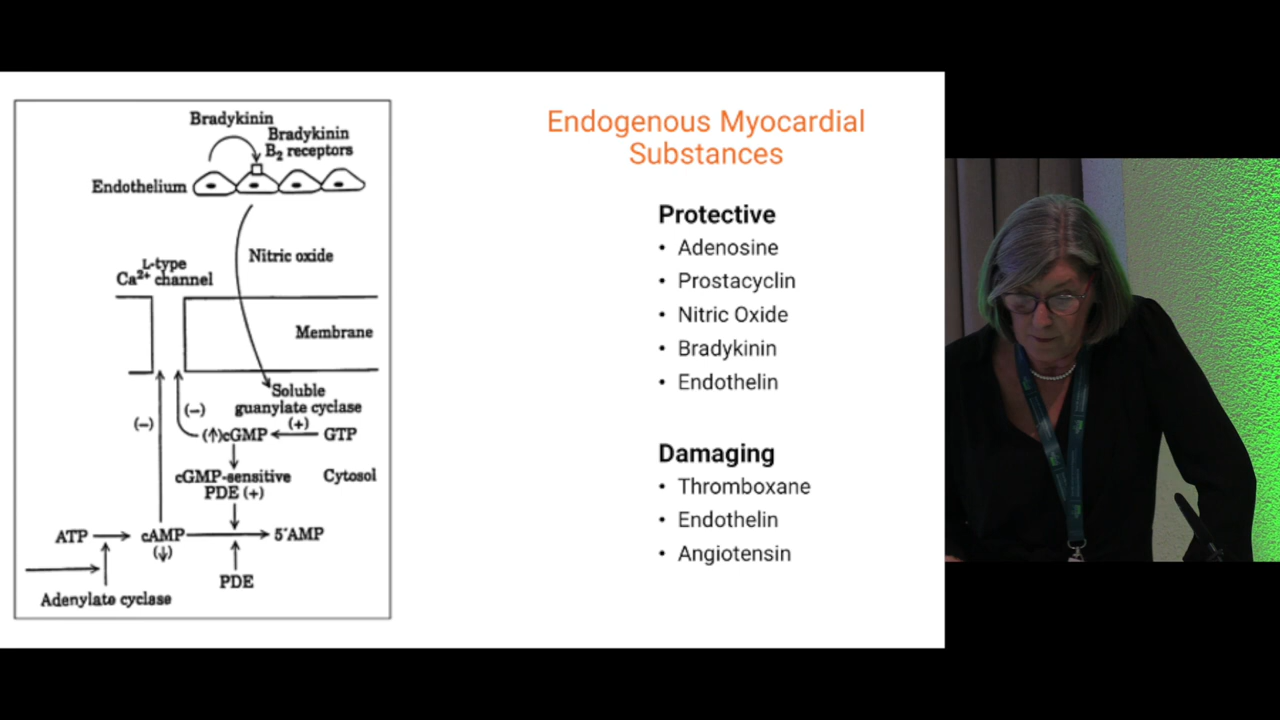 Bradykinin
Bradykinin
B₂ receptors
Endothelium
Nitric oxide
L-type
Ca²⁺ channel
Membrane
Soluble
guanylate cyclase
(−)
(−)
(+)
(↑)cGMP
GTP
cGMP-sensitive
PDE (+)
Cytosol
ATP
cAMP
5'AMP
(↓)
PDE
Adenylate cyclase
Endogenous Myocardial
Substances
Protective
• Adenosine
• Prostacyclin
• Nitric Oxide
• Bradykinin
• Endothelin
Damaging
• Thromboxane
• Endothelin
• Angiotensin